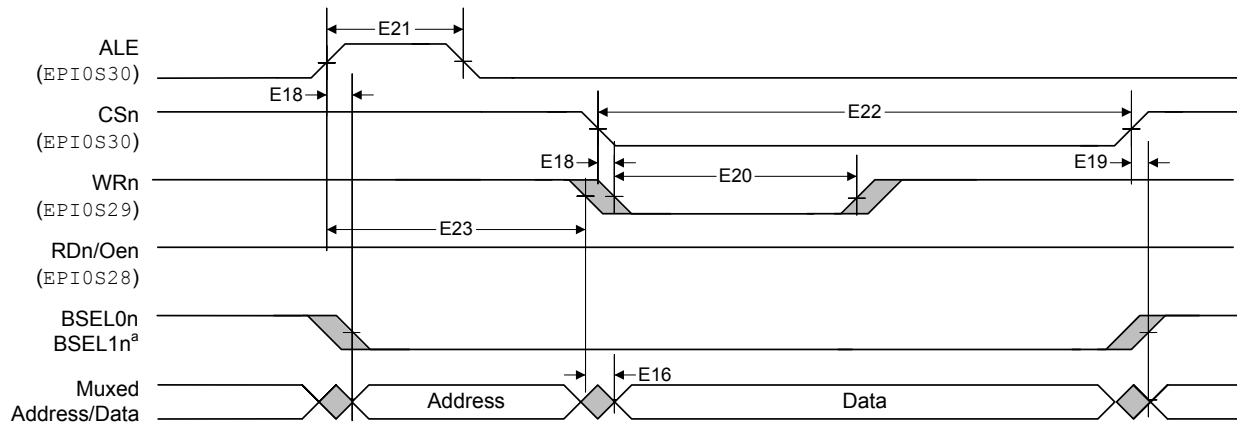 E21
ALE
(EPI0S30)
E18
CSn
(EPI0S30)
E22
E18
E20
E19
WRn
(EPI0S29)
E23
RDn/Oen
(EPI0S28)
BSEL0n
BSEL1nª
E16
Muxed
Address/Data
Address
Data